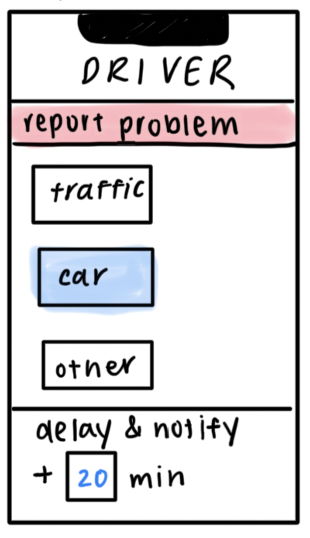 DRIVER
report problem
traffic
car
other
delay & notify
+ 20 min